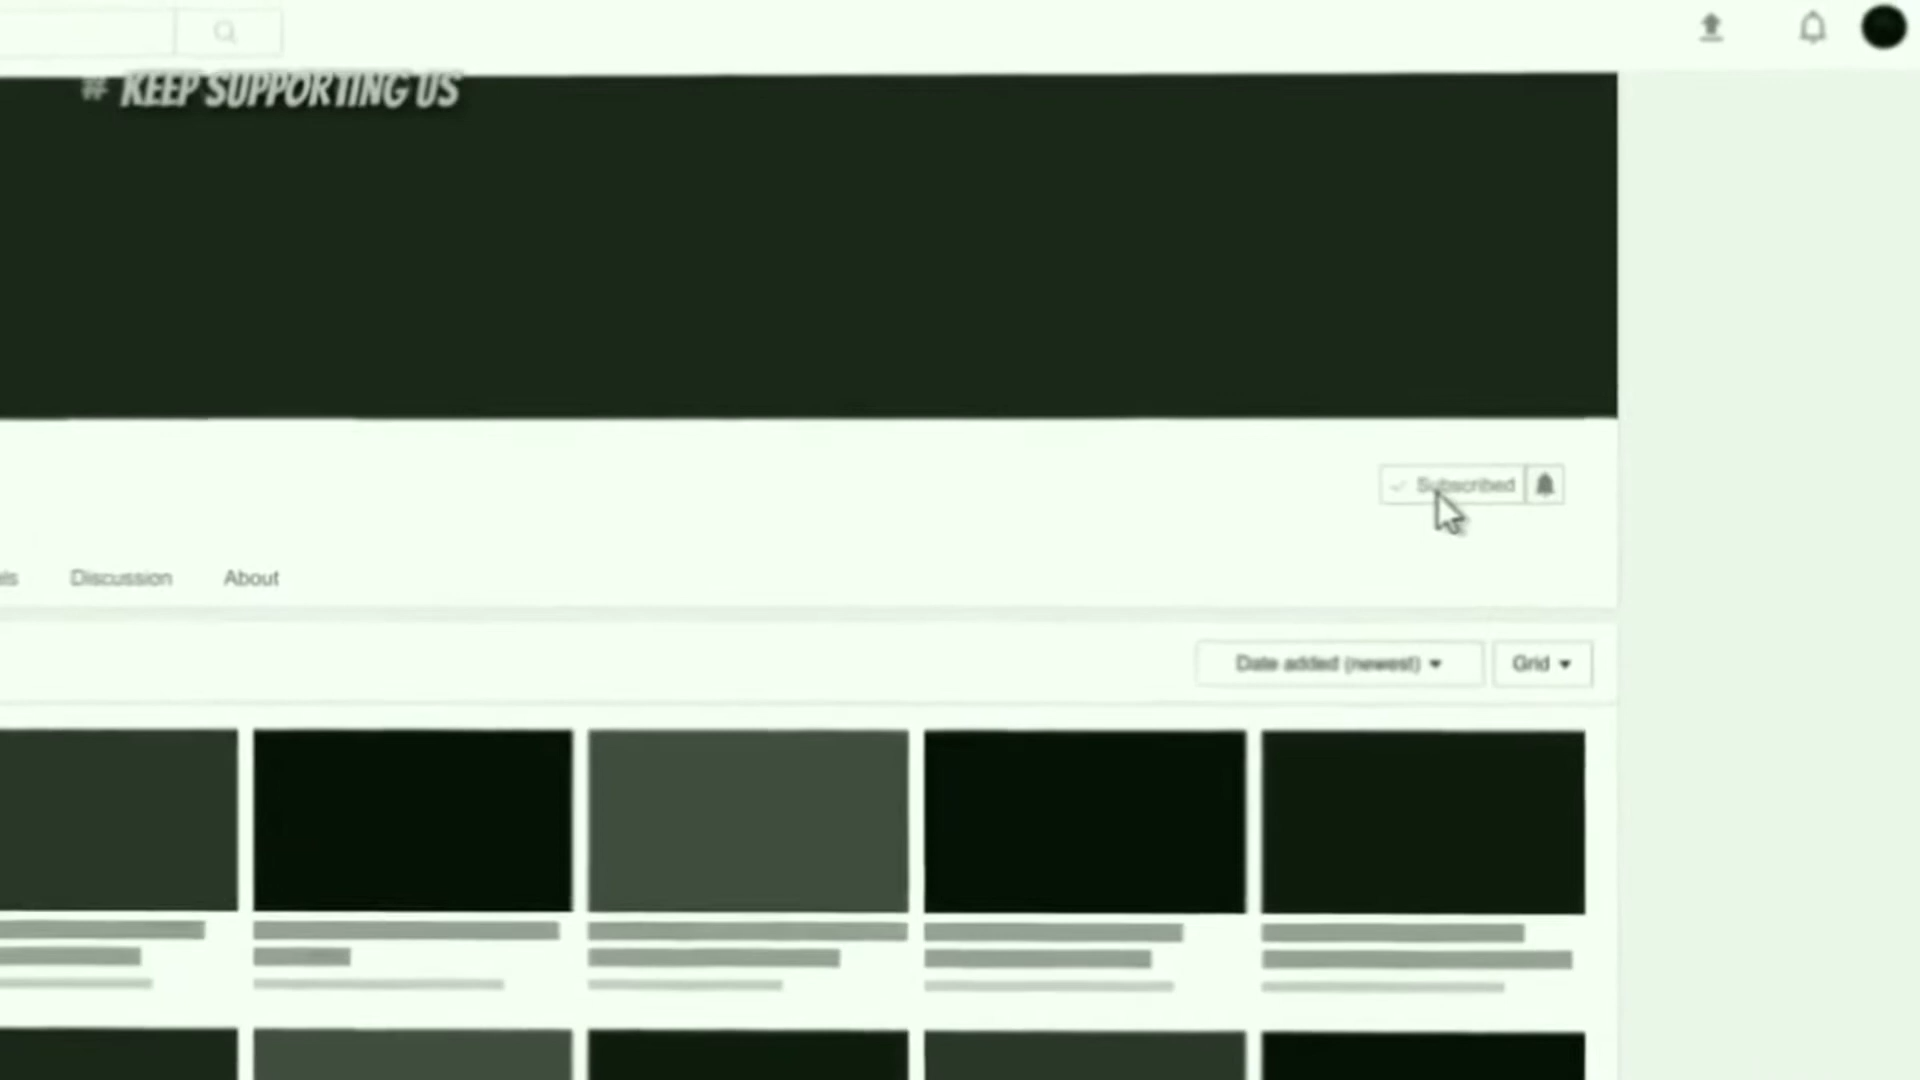 # KEEP SUPPORTING US
Subscribed
Discussion
About
Date added (newest)
Grid